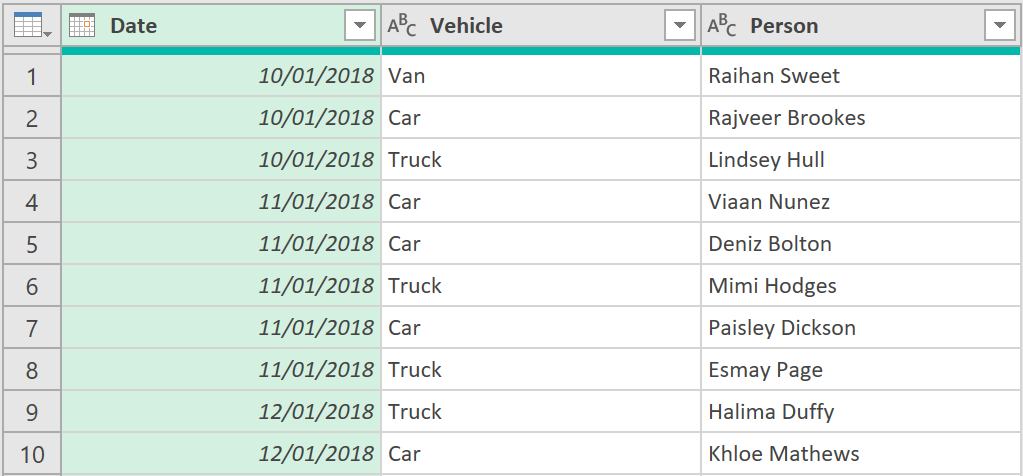 Date ABC Vehicle ABC Person
1 10/01/2018 Van Raihan Sweet
2 10/01/2018 Car Rajveer Brookes
3 10/01/2018 Truck Lindsey Hull
4 11/01/2018 Car Viaan Nunez
5 11/01/2018 Car Deniz Bolton
6 11/01/2018 Truck Mimi Hodges
7 11/01/2018 Car Paisley Dickson
8 11/01/2018 Truck Esmay Page
9 12/01/2018 Truck Halima Duffy
10 12/01/2018 Car Khloe Mathews